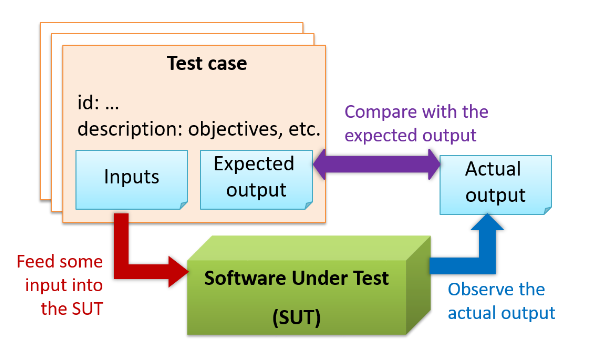 Test case
id: ...
description: objectives, etc.
Inputs
Expected
output
Compare with the
expected output
Actual
output
Feed some
input into
the SUT
Software Under Test
(SUT)
Observe the
actual output